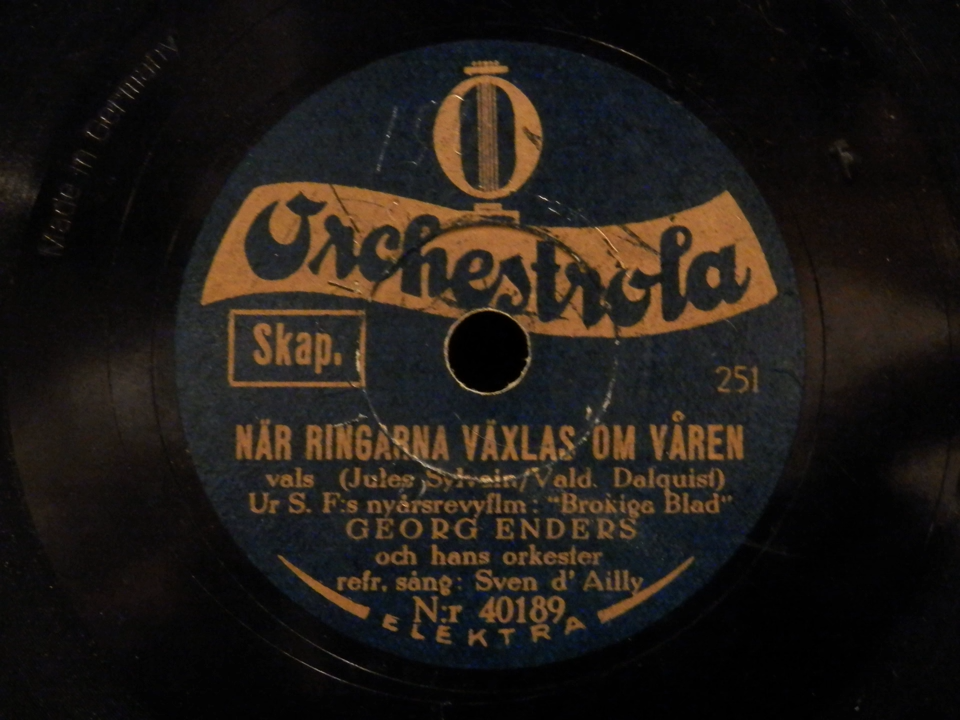 Made in Germany
Orchestrola
Skap.
251
NÄR RINGARNA VÄXLAS OM VÅREN
vals (Jules Sylvain/Vald. Dalquist)
Ur S. F:s nyårsrevyflm: "Brokiga Blad"
GEORG ENDERS
och hans orkester
refr. sång: Sven d'Ailly
N:r 40189
ELEKTRA